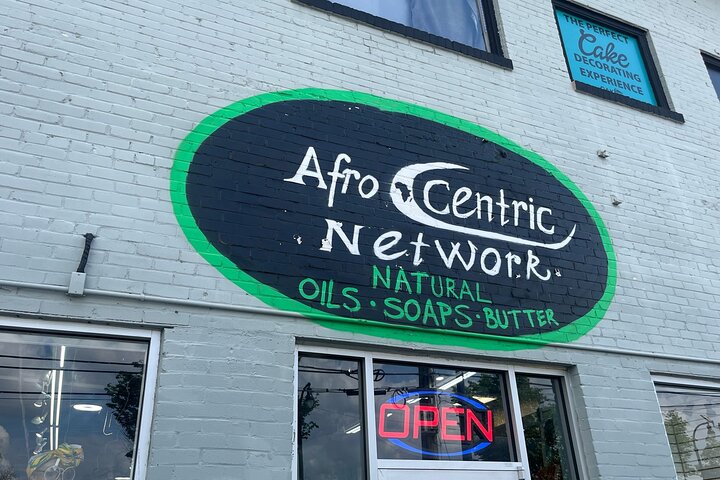 THE PERFECT
Cake
DECORATING
EXPERIENCE
Afro Centric
Network
NATURAL
OILS · SOAPS · BUTTER
OPEN